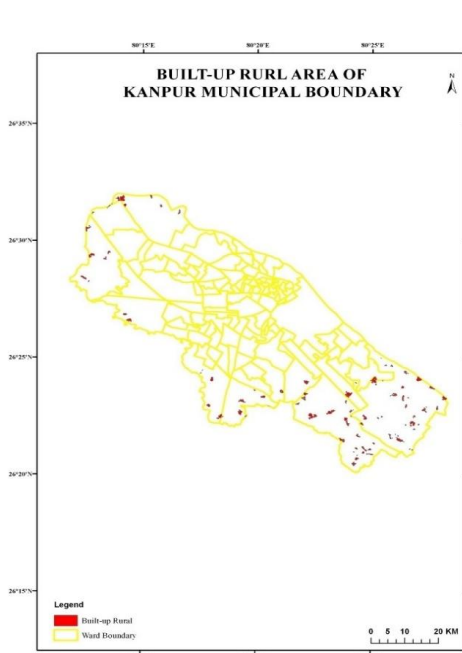 80°15'E 80°20'E 80°25'E
BUILT-UP RURL AREA OF
KANPUR MUNICIPAL BOUNDARY
N
26°35'N
26°30'N
26°25'N
26°20'N
26°15'N
Legend
Built-up Rural
Ward Boundary
0 5 10 20 KM